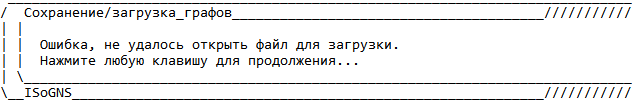 Сохранение/загрузка_графов
Ошибка, не удалось открыть файл для загрузки.
Нажмите любую клавишу для продолжения...
ISoGNS